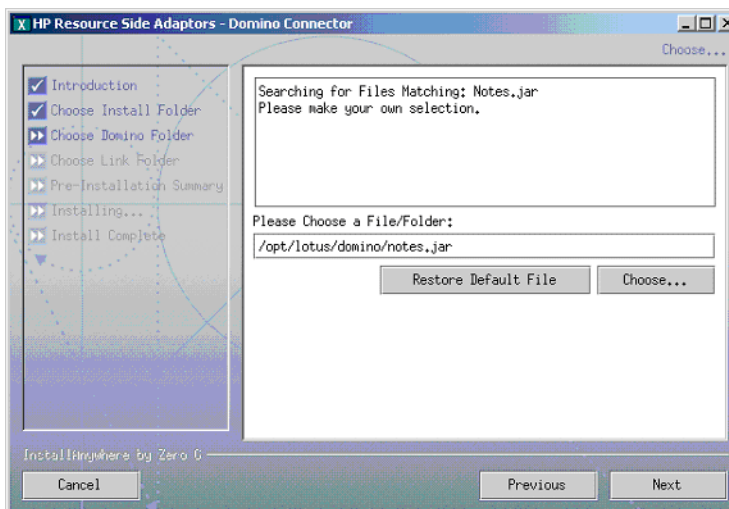 HP Resource Side Adaptors - Domino Connector
Choose...
Introduction
Choose Install Folder
Choose Domino Folder
Choose Link Folder
Pre-Installation Summary
Installing...
Install Complete
Searching for Files Matching: Notes.jar
Please make your own selection.
Please Choose a File/Folder:
/opt/lotus/domino/notes.jar
Restore Default File
Choose...
InstallAnywhere by Zero G
Cancel
Previous
Next